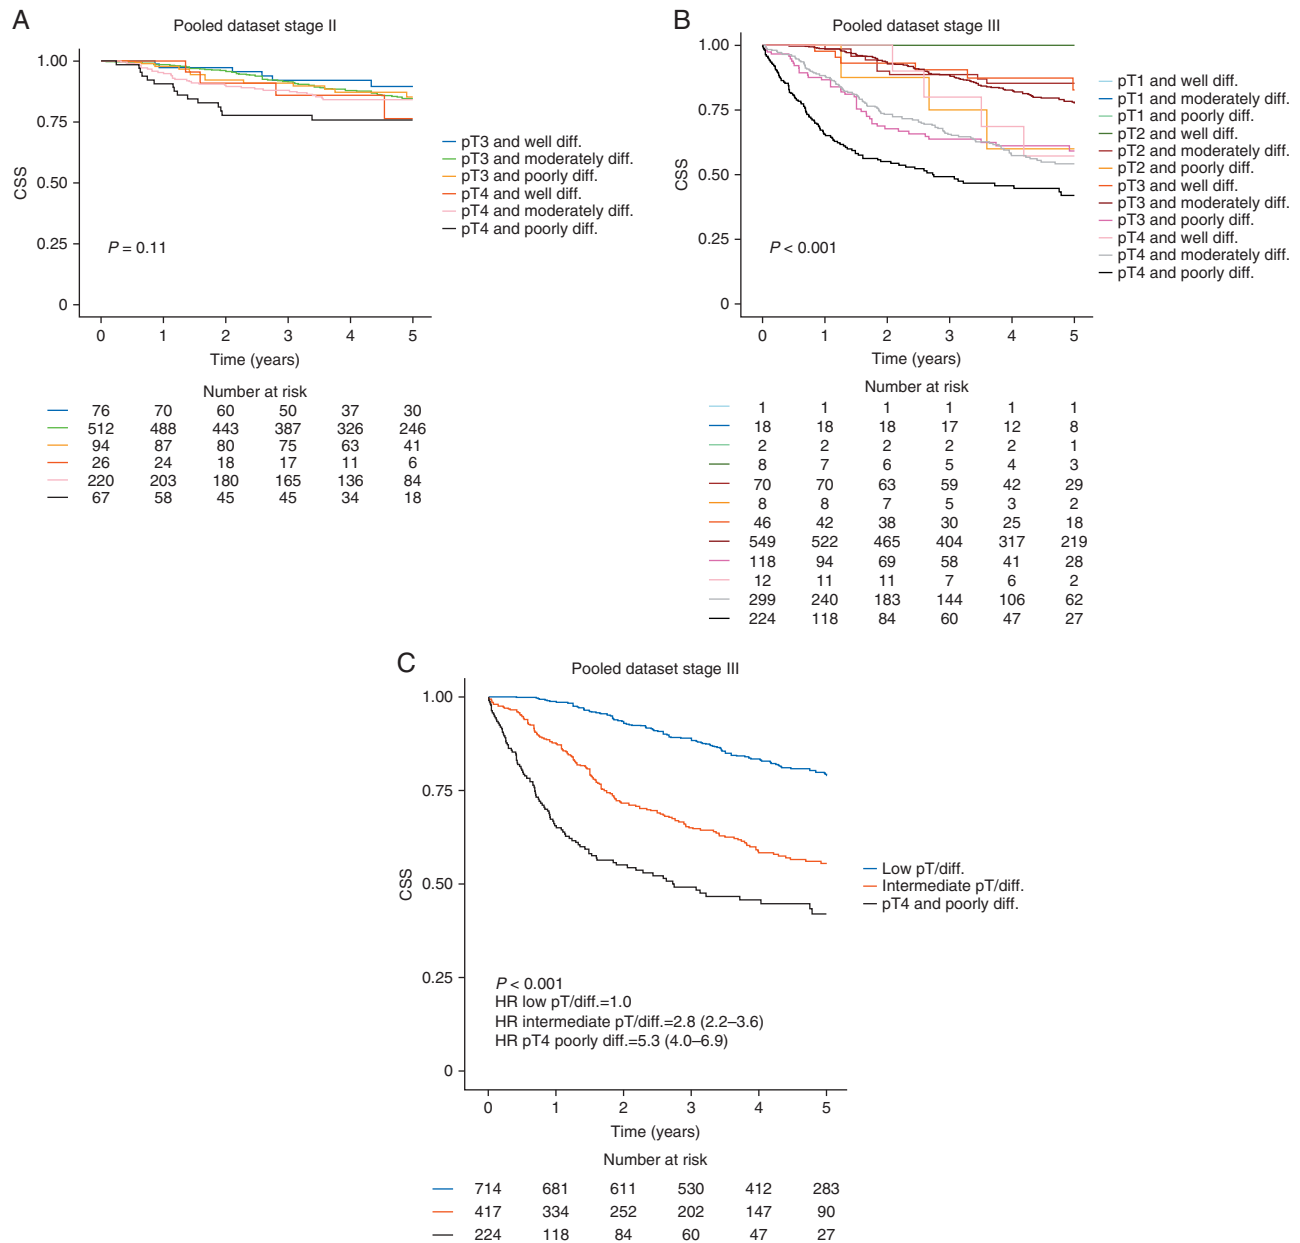 A
Pooled dataset stage II
1.00
0.75
0.50
0.25
0
CSS
P = 0.11
0 1 2 3 4 5
Time (years)
pT3 and well diff.
pT3 and moderately diff.
pT3 and poorly diff.
pT4 and well diff.
pT4 and moderately diff.
pT4 and poorly diff.
Number at risk
76 70 60 50 37 30
512 488 443 387 326 246
94 87 80 75 63 41
26 24 18 17 11 6
220 203 180 165 136 84
67 58 45 45 34 18
B
Pooled dataset stage III
1.00
0.75
0.50
0.25
0
CSS
P < 0.001
0 1 2 3 4 5
Time (years)
pT1 and well diff.
pT1 and moderately diff.
pT1 and poorly diff.
pT2 and well diff.
pT2 and moderately diff.
pT2 and poorly diff.
pT3 and well diff.
pT3 and moderately diff.
pT3 and poorly diff.
pT4 and well diff.
pT4 and moderately diff.
pT4 and poorly diff.
Number at risk
1 1 1 1 1 1
18 18 18 17 12 8
2 2 2 2 2 1
8 7 6 5 4 3
70 70 63 59 42 29
8 8 7 5 3 2
46 42 38 30 25 18
549 522 465 404 317 219
118 94 69 58 41 28
12 11 11 7 6 2
299 240 183 144 106 62
224 118 84 60 47 27
C
Pooled dataset stage III
1.00
0.75
0.50
0.25
0
CSS
P < 0.001
HR low pT/diff.=1.0
HR intermediate pT/diff.=2.8 (2.2–3.6)
HR pT4 poorly diff.=5.3 (4.0–6.9)
0 1 2 3 4 5
Time (years)
Low pT/diff.
Intermediate pT/diff.
pT4 and poorly diff.
Number at risk
714 681 611 530 412 283
417 334 252 202 147 90
224 118 84 60 47 27